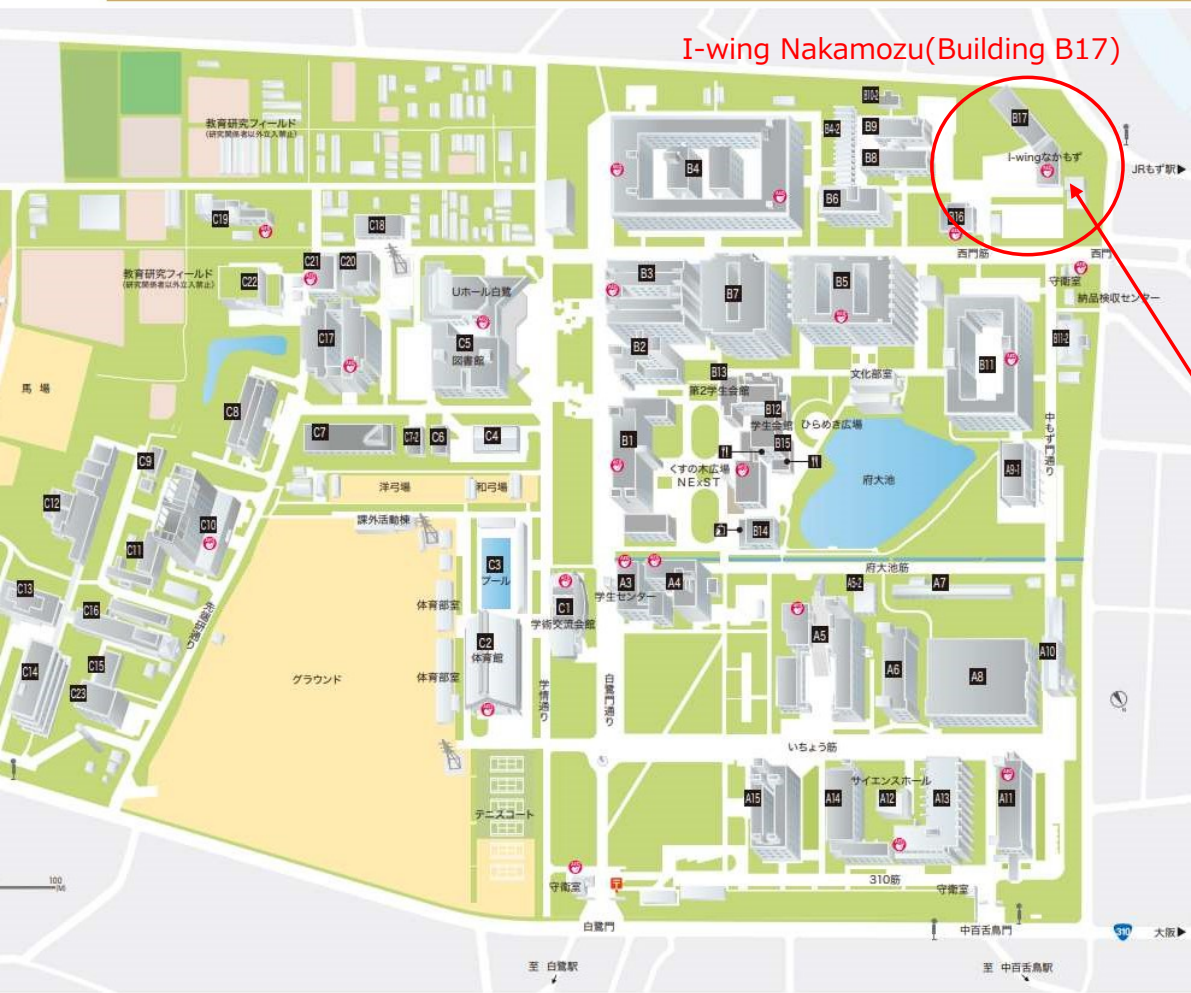 I-wing Nakamozu(Building B17)
教育研究フィールド
(研究関係者以外立入禁止)
B10-2
B17
B4-2
B9
B8
B4
I-wingなかもず
JRもず駅▶
B6
C19
C18
B16
西門筋
西門
守衛室
納品検収センター
C21
C20
教育研究フィールド
(研究関係者以外立入禁止)
C22
Uホール白鷺
B3
B7
B5
C17
C5
図書館
B2
B11
B11-2
馬 場
B13
第2学生会館
文化部室
C8
B12
学生会館
ひらめき広場
中もず門通り
C7
C7-2
C6
C4
B1
B15
くすの木広場
NExST
府大池
A9-1
C9
C12
洋弓場
和弓場
C10
課外活動棟
C11
B14
C3
プール
府大池筋
A3
学生センター
A4
A5-2
A7
C13
C16
先端研通り
体育部室
C1
学術交流会館
A5
C2
体育館
A6
A8
A10
C14
C15
C23
グラウンド
体育部室
学情通り
白鷺門通り
いちょう筋
サイエンスホール
A15
A14
A12
A13
A11
テニスコート
100
(M)
守衛室
310筋
守衛室
白鷺門
中百舌鳥門
310
大阪▶
至 白鷺駅
至 中百舌鳥駅